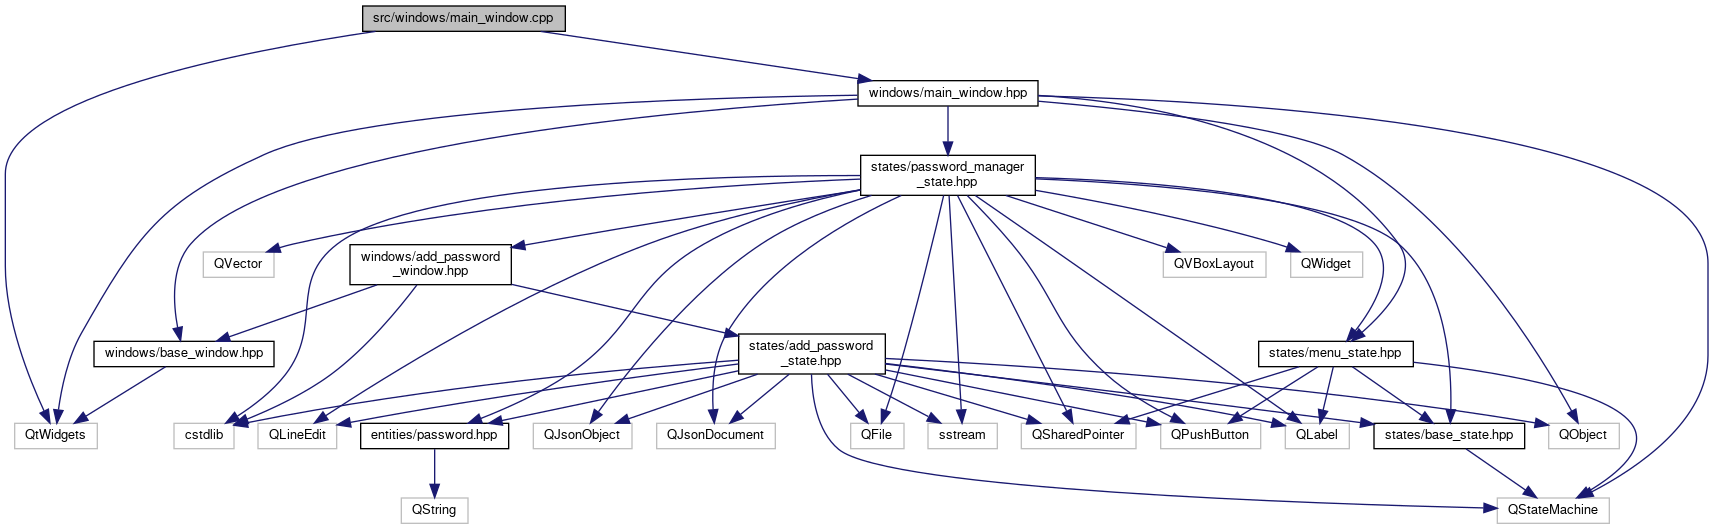 src/windows/main_window.cpp
windows/main_window.hpp
states/password_manager
_state.hpp
QVector
windows/add_password
_window.hpp
QVBoxLayout
QWidget
windows/base_window.hpp
states/add_password
_state.hpp
states/menu_state.hpp
QtWidgets
cstdlib
QLineEdit
entities/password.hpp
QJsonObject
QJsonDocument
QFile
sstream
QSharedPointer
QPushButton
QLabel
states/base_state.hpp
QObject
QString
QStateMachine